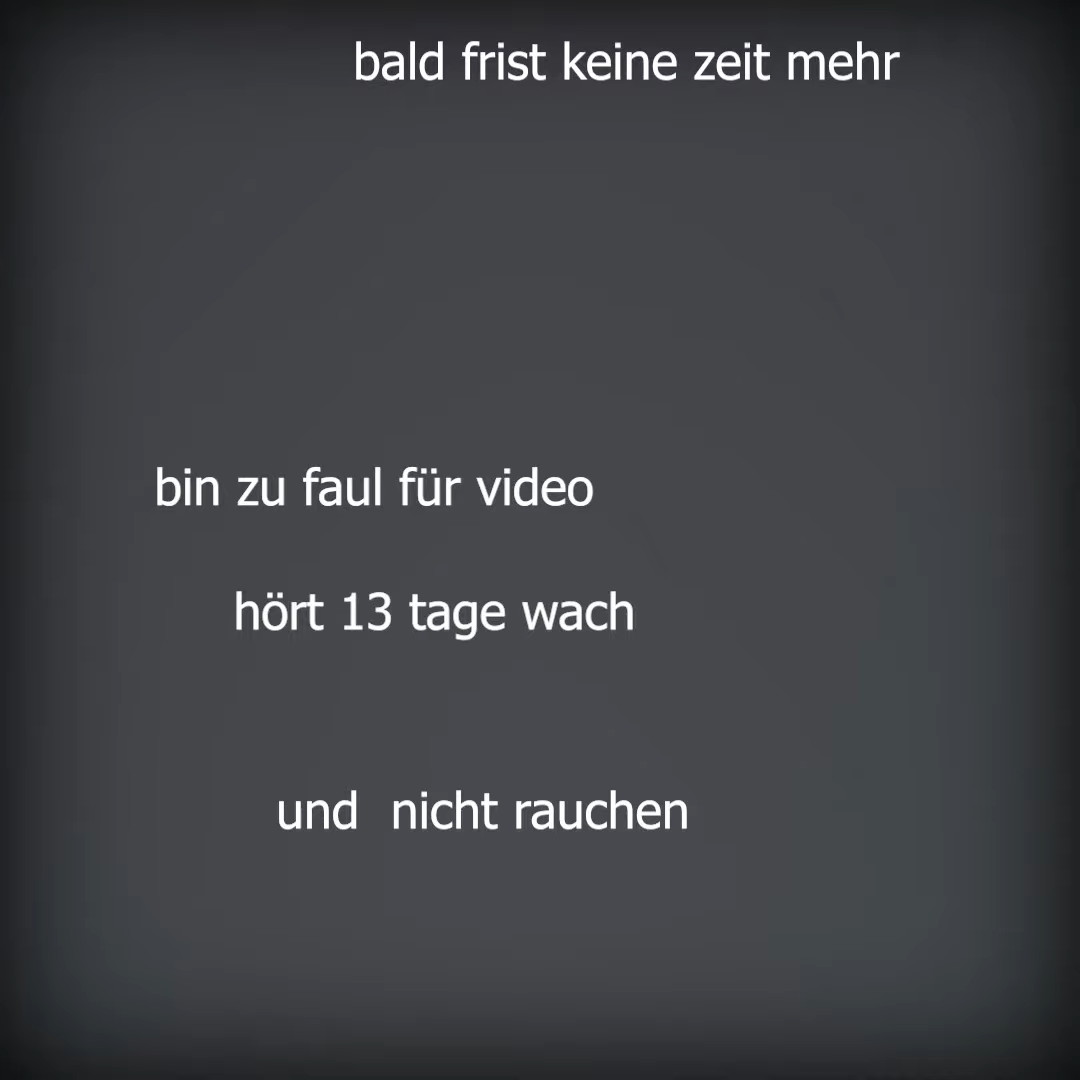 bald frist keine zeit mehr
bin zu faul für video
hört 13 tage wach
und  nicht rauchen